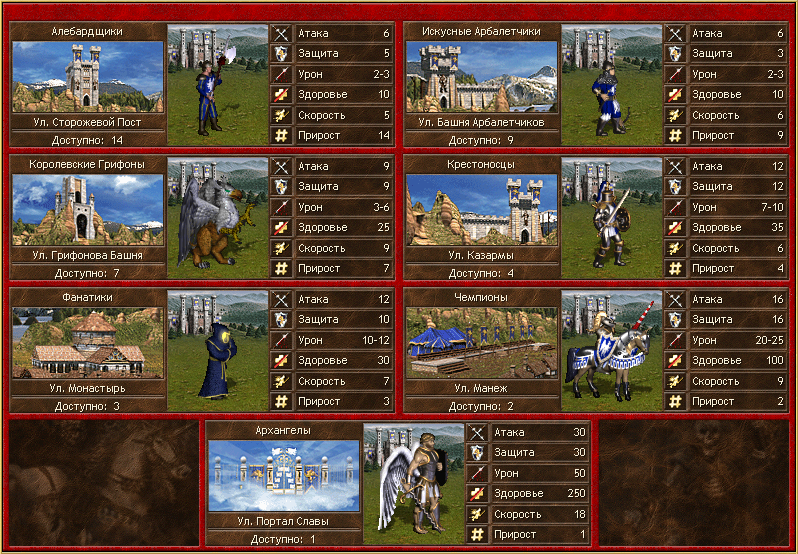 Алебардщики
Атака 6
Защита 5
Урон 2-3
Здоровье 10
Скорость 5
Прирост 14
Ул. Сторожевой Пост
Доступно: 14
Искусные Арбалетчики
Атака 6
Защита 3
Урон 2-3
Здоровье 10
Скорость 6
Прирост 9
Ул. Башня Арбалетчиков
Доступно: 9
Королевские Грифоны
Атака 9
Защита 9
Урон 3-6
Здоровье 25
Скорость 9
Прирост 7
Ул. Грифонова Башня
Доступно: 7
Крестоносцы
Атака 12
Защита 12
Урон 7-10
Здоровье 35
Скорость 6
Прирост 4
Ул. Казармы
Доступно: 4
Фанатики
Атака 12
Защита 10
Урон 10-12
Здоровье 30
Скорость 7
Прирост 3
Ул. Монастырь
Доступно: 3
Чемпионы
Атака 16
Защита 16
Урон 20-25
Здоровье 100
Скорость 9
Прирост 2
Ул. Манеж
Доступно: 2
Архангелы
Атака 30
Защита 30
Урон 50
Здоровье 250
Скорость 18
Прирост 1
Ул. Портал Славы
Доступно: 1